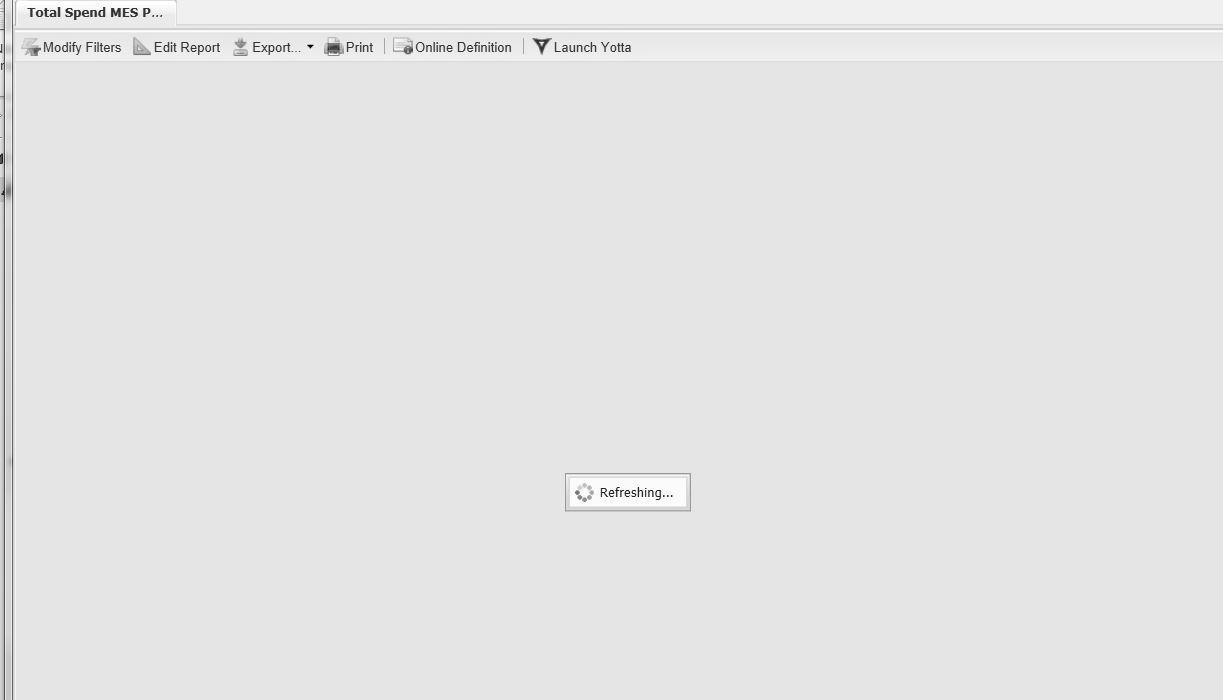 Total Spend MES P...
Modify Filters Edit Report Export... Print Online Definition Launch Yotta
Refreshing...